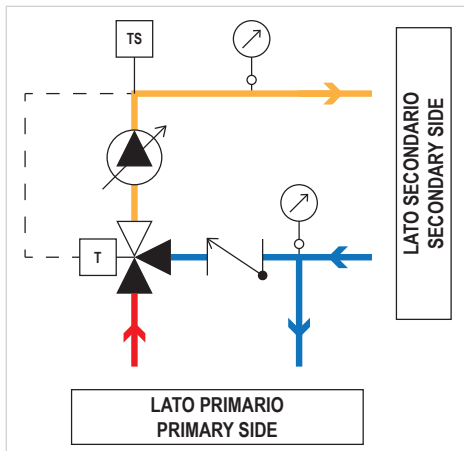 TS
T
LATO SECONDARIO
SECONDARY SIDE
LATO PRIMARIO
PRIMARY SIDE